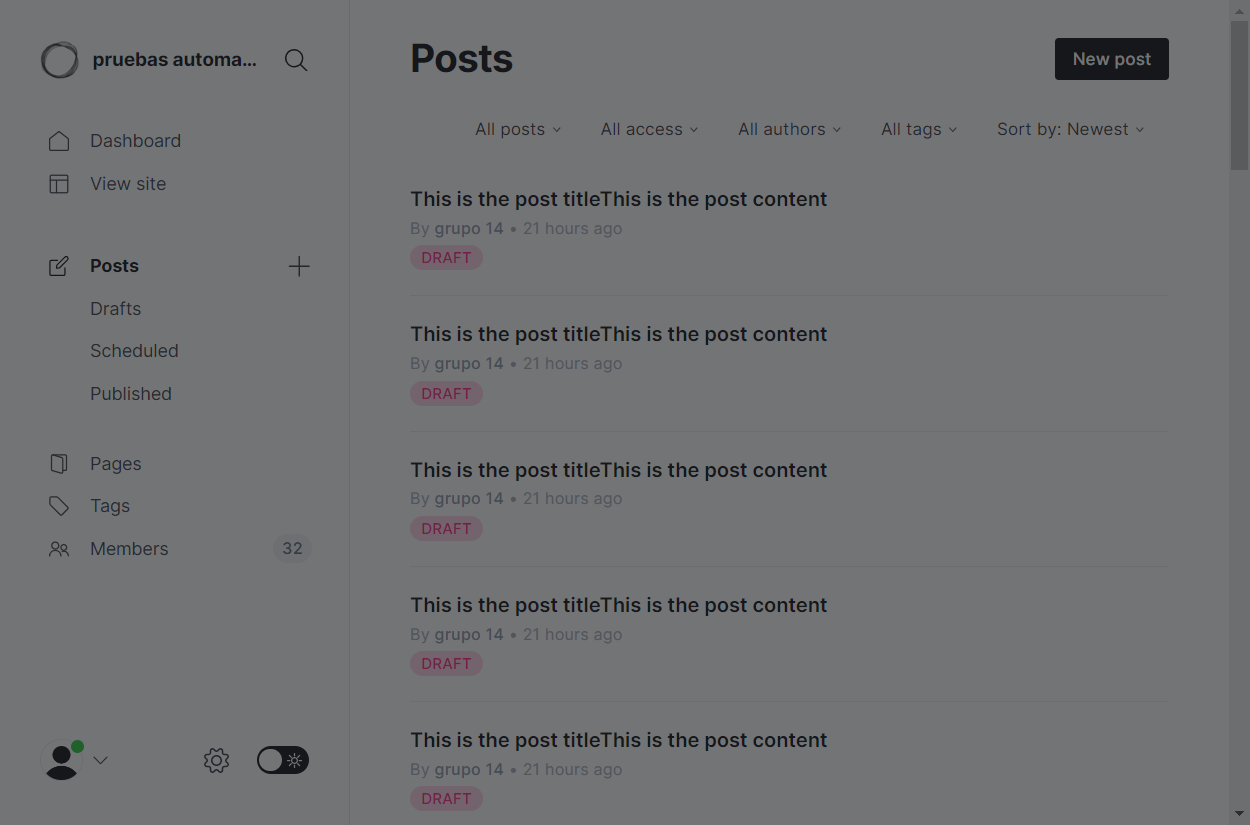 pruebas automa...
Dashboard
View site
Posts
Drafts
Scheduled
Published
Pages
Tags
Members 32
Posts
New post
All posts All access All authors All tags Sort by: Newest
This is the post titleThis is the post content
By grupo 14 • 21 hours ago
DRAFT
This is the post titleThis is the post content
By grupo 14 • 21 hours ago
DRAFT
This is the post titleThis is the post content
By grupo 14 • 21 hours ago
DRAFT
This is the post titleThis is the post content
By grupo 14 • 21 hours ago
DRAFT
This is the post titleThis is the post content
By grupo 14 • 21 hours ago
DRAFT